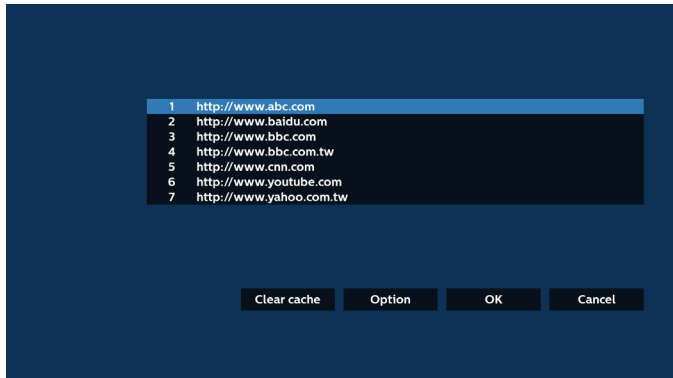 1 http://www.abc.com
2 http://www.baidu.com
3 http://www.bbc.com
4 http://www.bbc.com.tw
5 http://www.cnn.com
6 http://www.youtube.com
7 http://www.yahoo.com.tw
Clear cache Option OK Cancel